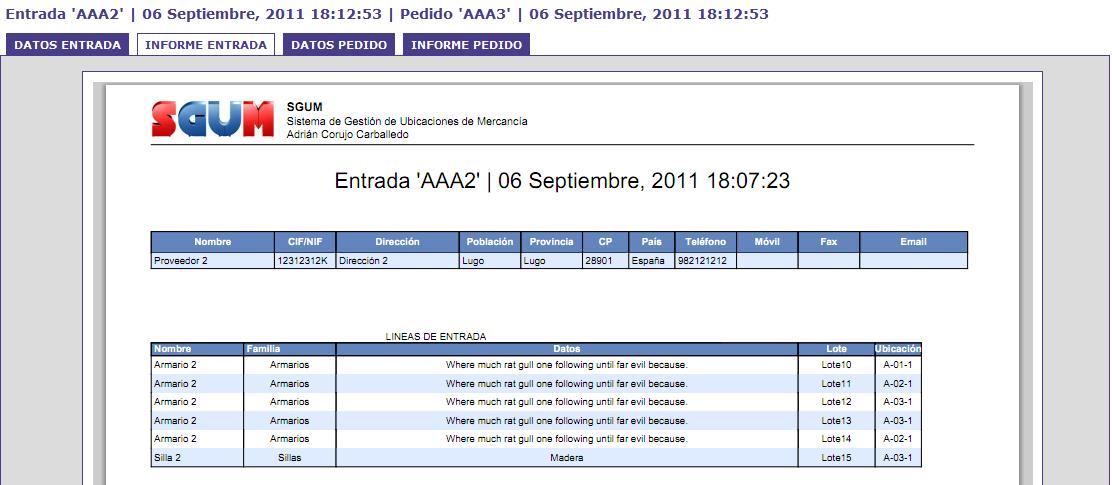 Entrada 'AAA2' | 06 Septiembre, 2011 18:12:53 | Pedido 'AAA3' | 06 Septiembre, 2011 18:12:53
DATOS ENTRADA INFORME ENTRADA DATOS PEDIDO INFORME PEDIDO
SGUM SGUM
Sistema de Gestión de Ubicaciones de Mercancía
Adrián Corujo Carballedo
Entrada 'AAA2' | 06 Septiembre, 2011 18:07:23
Nombre CIF/NIF Dirección Población Provincia CP País Teléfono Móvil Fax Email
Proveedor 2 12312312K Dirección 2 Lugo Lugo 28901 España 982121212
LINEAS DE ENTRADA
Nombre Familia Datos Lote Ubicación
Armario 2 Armarios Where much rat gull one following until far evil because. Lote10 A-01-1
Armario 2 Armarios Where much rat gull one following until far evil because. Lote11 A-02-1
Armario 2 Armarios Where much rat gull one following until far evil because. Lote12 A-03-1
Armario 2 Armarios Where much rat gull one following until far evil because. Lote13 A-03-1
Armario 2 Armarios Where much rat gull one following until far evil because. Lote14 A-02-1
Silla 2 Sillas Madera Lote15 A-03-1